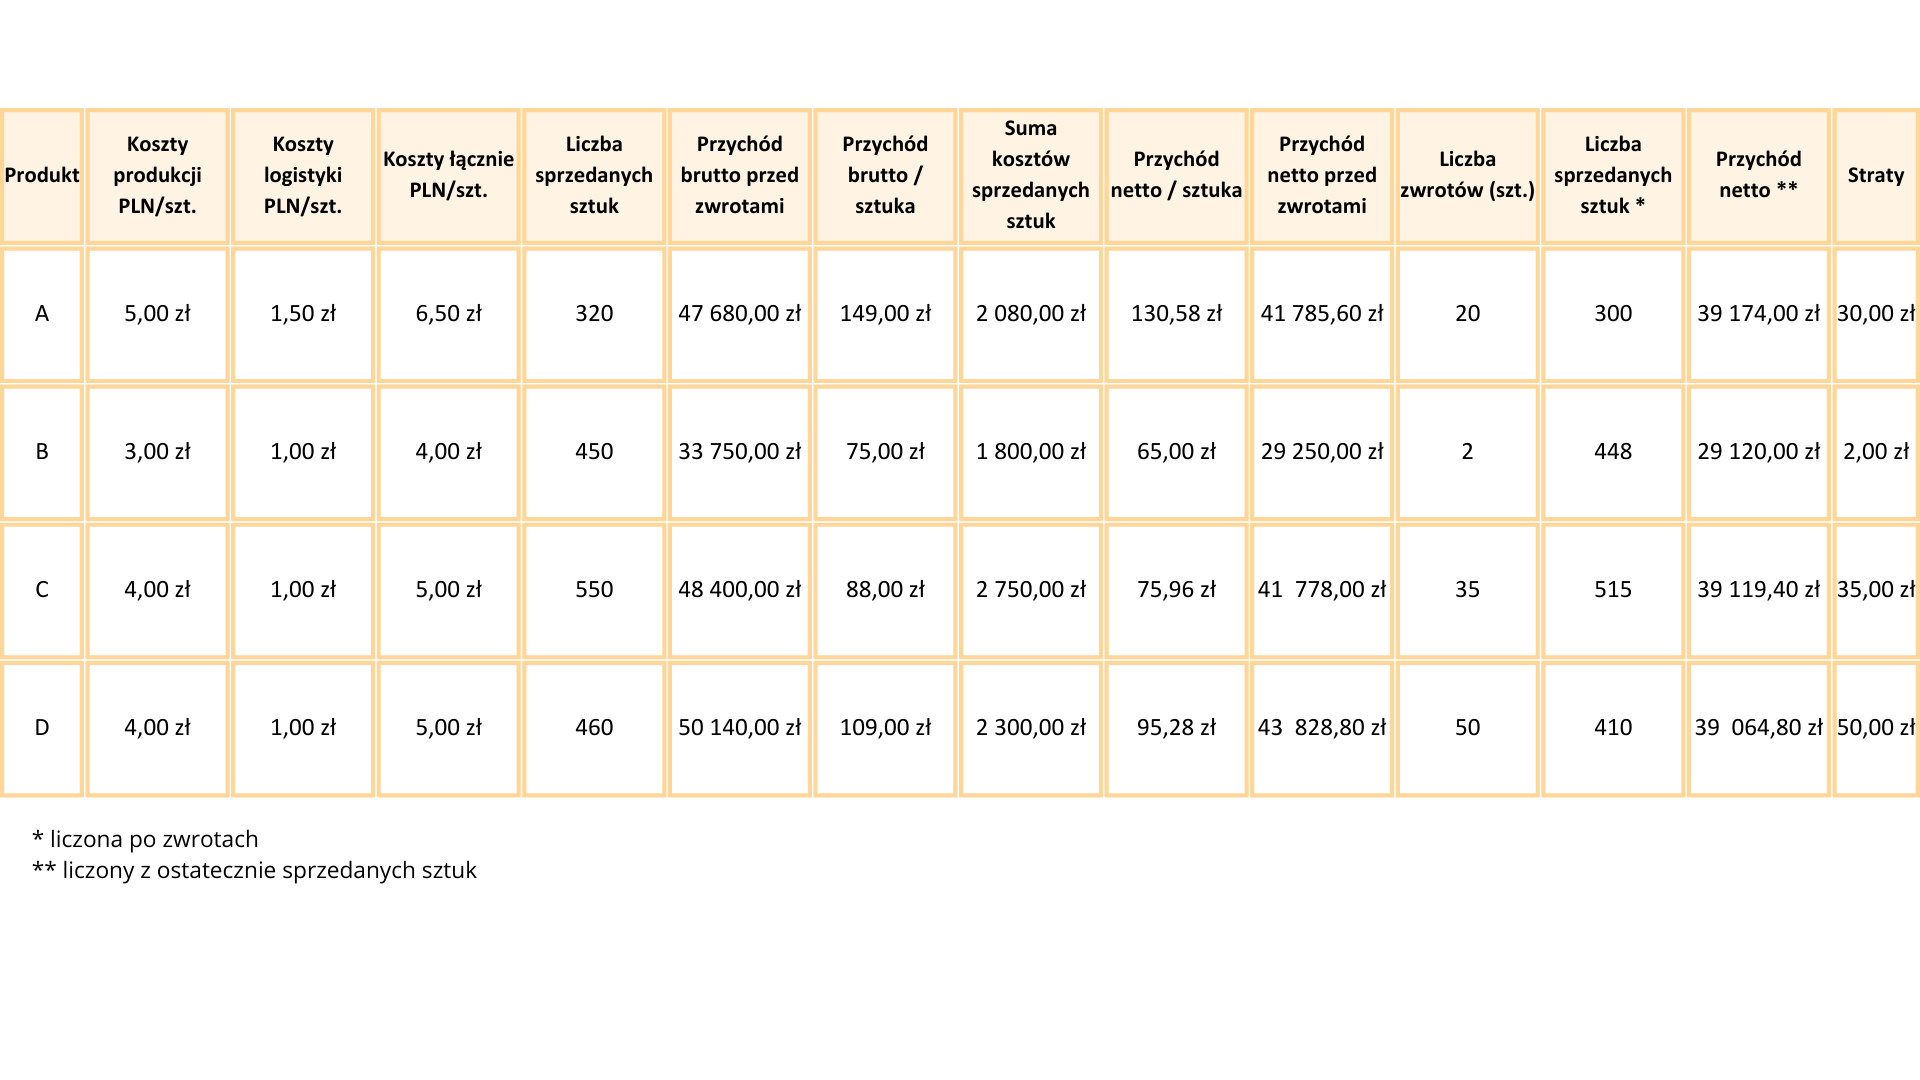 Produkt
Koszty
produkcji
PLN/szt.
Koszty
logistyki
PLN/szt.
Koszty łącznie
PLN/szt.
Liczba
sprzedanych
sztuk
Przychód
brutto przed
zwrotami
Przychód
brutto /
sztuka
Suma
kosztów
sprzedanych
sztuk
Przychód
netto / sztuka
Przychód
netto przed
zwrotami
Liczba
zwrotów (szt.)
Liczba
sprzedanych
sztuk *
Przychód
netto **
Straty
A 5,00 zł 1,50 zł 6,50 zł 320 47 680,00 zł 149,00 zł 2 080,00 zł 130,58 zł 41 785,60 zł 20 300 39 174,00 zł 30,00 zł
B 3,00 zł 1,00 zł 4,00 zł 450 33 750,00 zł 75,00 zł 1 800,00 zł 65,00 zł 29 250,00 zł 2 448 29 120,00 zł 2,00 zł
C 4,00 zł 1,00 zł 5,00 zł 550 48 400,00 zł 88,00 zł 2 750,00 zł 75,96 zł 41  778,00 zł 35 515 39 119,40 zł 35,00 zł
D 4,00 zł 1,00 zł 5,00 zł 460 50 140,00 zł 109,00 zł 2 300,00 zł 95,28 zł 43  828,80 zł 50 410 39  064,80 zł 50,00 zł
* liczona po zwrotach
** liczony z ostatecznie sprzedanych sztuk